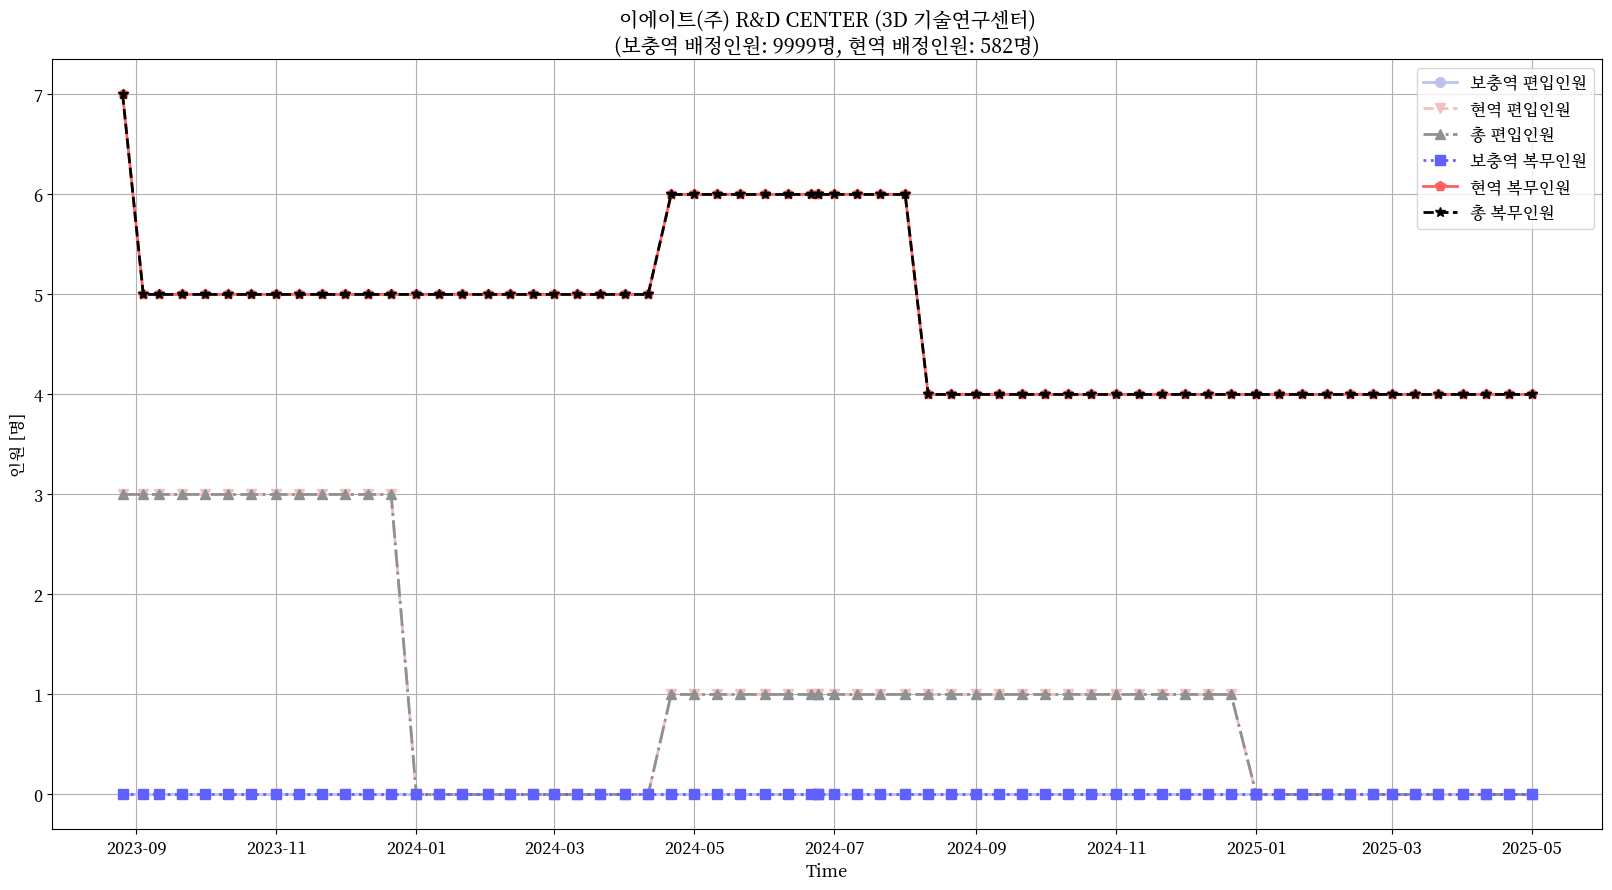 이에이트(주) R&D CENTER (3D 기술연구센터)
(보충역 배정인원: 9999명, 현역 배정인원: 582명)
보충역 편입인원
현역 편입인원
총 편입인원
보충역 복무인원
현역 복무인원
총 복무인원
인원 [명]
7
6
5
4
3
2
1
0
2023-09
2023-11
2024-01
2024-03
2024-05
2024-07
2024-09
2024-11
2025-01
2025-03
2025-05
Time